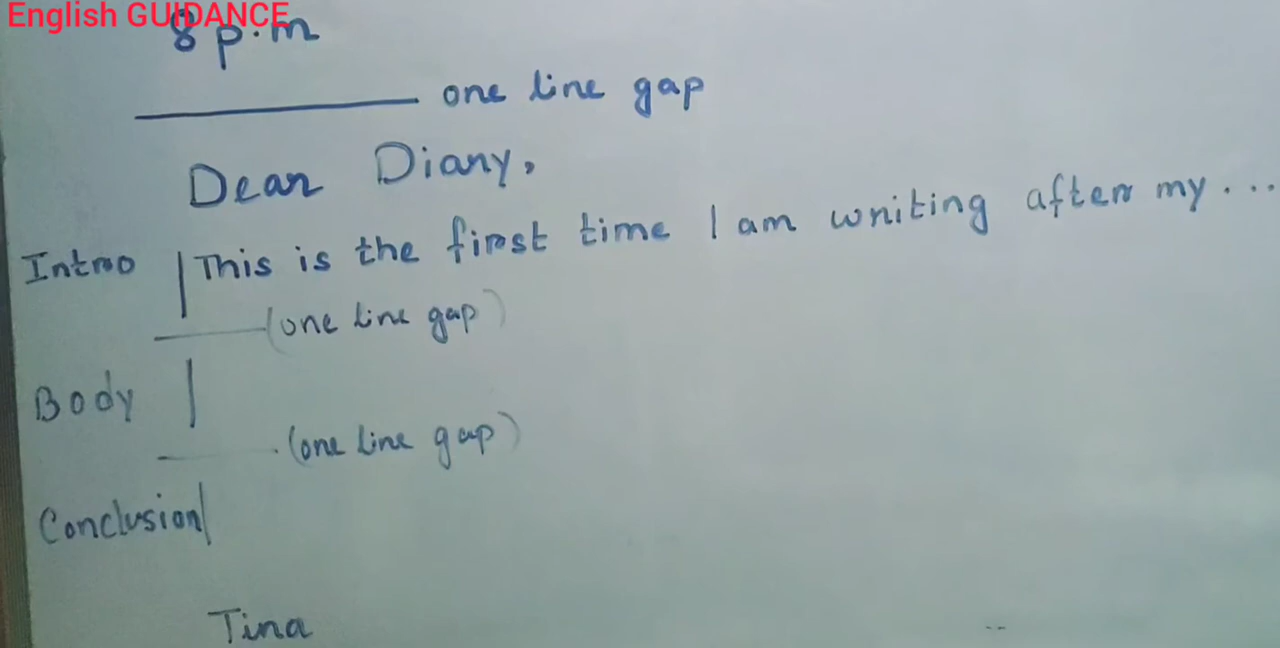 English GUIDANCE
8 p.m
one line gap
Dear Diary,
Intro This is the first time I am writing after my...
(one line gap)
Body
(one line gap)
Conclusion
Tina